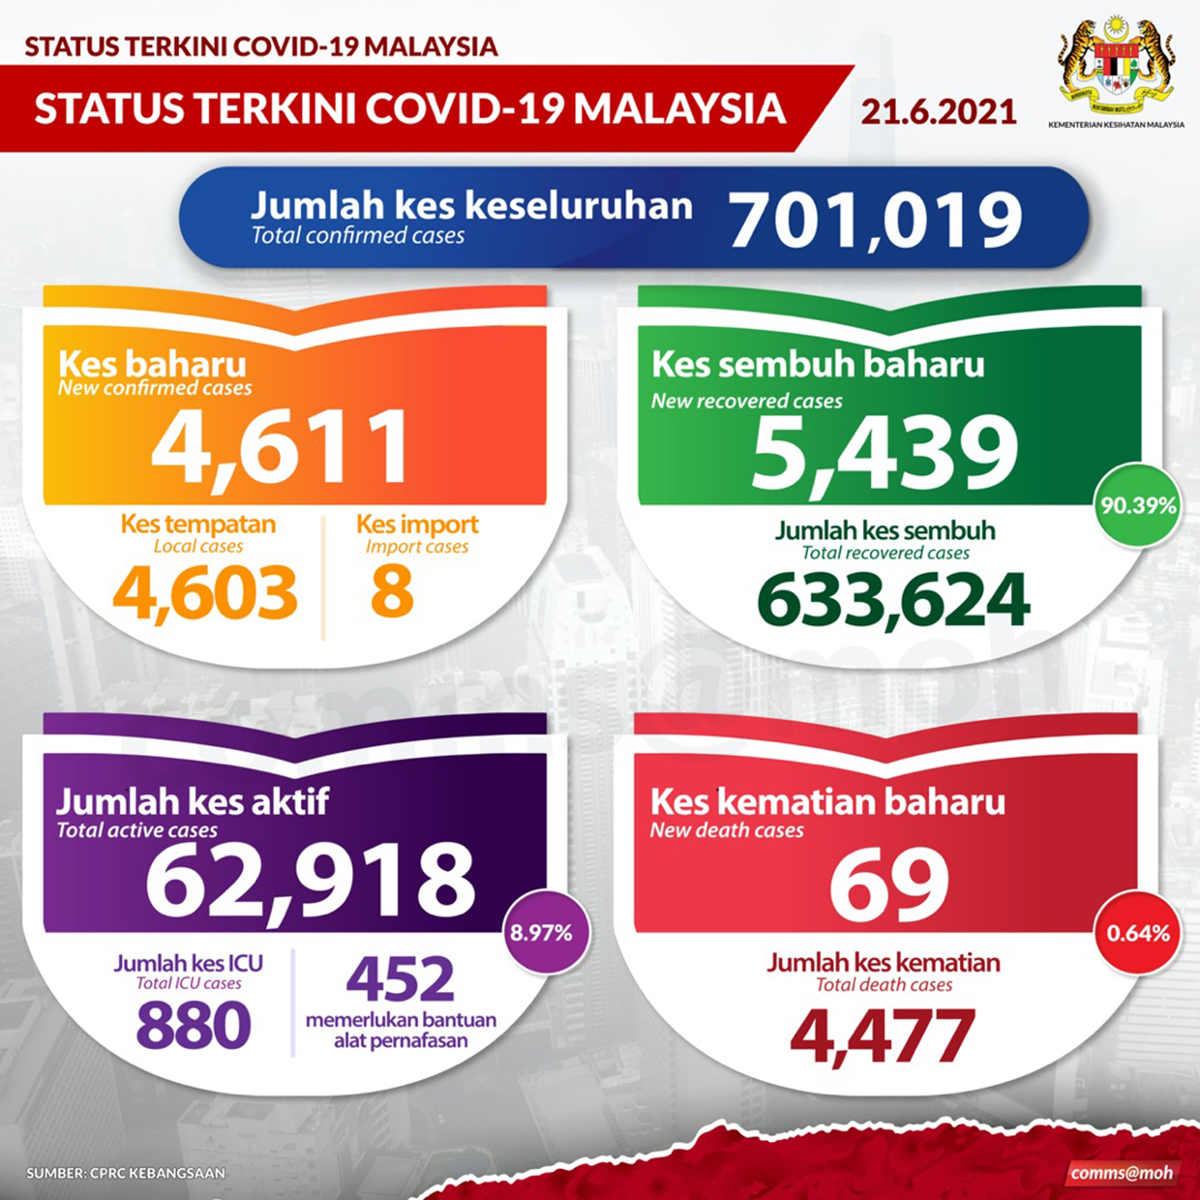 STATUS TERKINI COVID-19 MALAYSIA
STATUS TERKINI COVID-19 MALAYSIA
21.6.2021
KEMENTERIAN KESIHATAN MALAYSIA
Jumlah kes keseluruhan
Total confirmed cases
701,019
Kes baharu
New confirmed cases
4,611
Kes tempatan
Local cases
4,603
Kes import
Import cases
8
Kes sembuh baharu
New recovered cases
5,439
90.39%
Jumlah kes sembuh
Total recovered cases
633,624
Jumlah kes aktif
Total active cases
62,918
8.97%
Jumlah kes ICU
Total ICU cases
880
452
memerlukan bantuan
alat pernafasan
Kes kematian baharu
New death cases
69
0.64%
Jumlah kes kematian
Total death cases
4,477
comms@moh
SUMBER: CPRC KEBANGSAAN
comms@moh